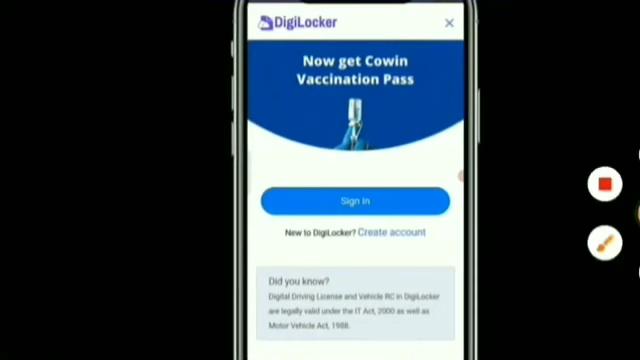 DigiLocker
Now get Cowin
Vaccination Pass
Sign In
New to DigiLocker? Create account
Did you know?
Digital Driving License and Vehicle RC in DigiLocker
are legally valid under the IT Act, 2000 as well as
Motor Vehicle Act, 1988.